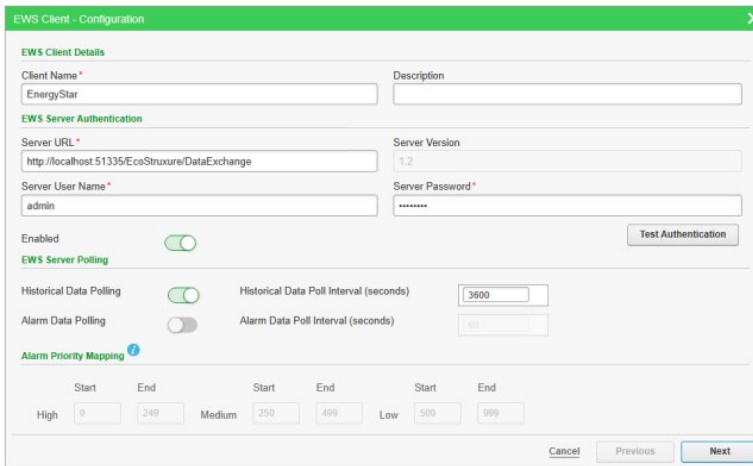 EWS Client - Configuration
EWS Client Details
Client Name* Description
EnergyStar
EWS Server Authentication
Server URL* Server Version
http://localhost:51335/EcoStruxure/DataExchange 1.2
Server User Name* Server Password*
admin ••••••••
Enabled Test Authentication
EWS Server Polling
Historical Data Polling Historical Data Poll Interval (seconds) 3600
Alarm Data Polling Alarm Data Poll Interval (seconds)
Alarm Priority Mapping i
Start End Start End Start End
High 0 249 Medium 250 499 Low 500 999
Cancel Previous Next